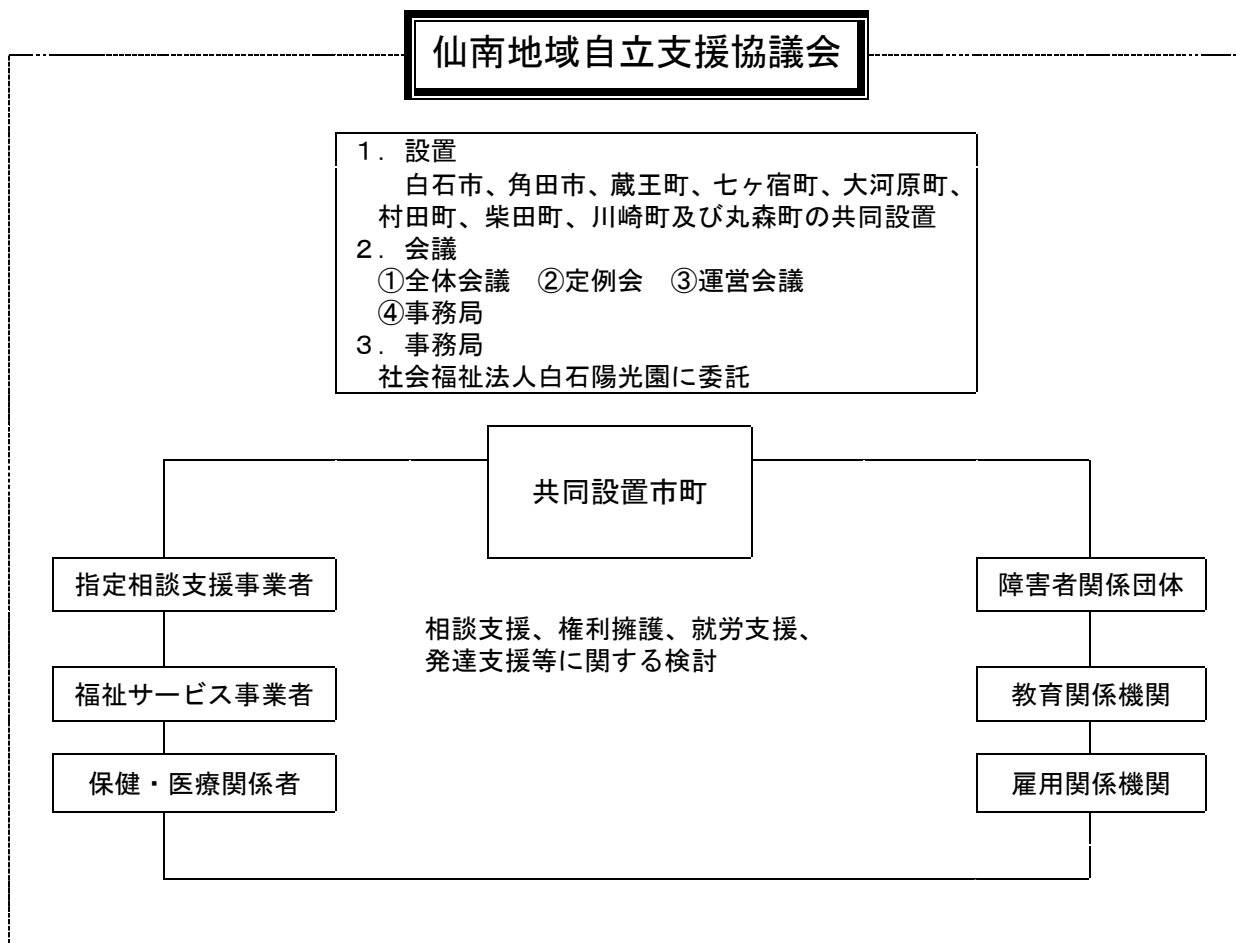 仙南地域自立支援協議会
１．設置
白石市、角田市、蔵王町、七ヶ宿町、大河原町、
村田町、柴田町、川崎町及び丸森町の共同設置
２．会議
①全体会議　②定例会　③運営会議
④事務局
３．事務局
社会福祉法人白石陽光園に委託
共同設置市町
指定相談支援事業者
障害者関係団体
相談支援、権利擁護、就労支援、
発達支援等に関する検討
福祉サービス事業者
教育関係機関
保健・医療関係者
雇用関係機関